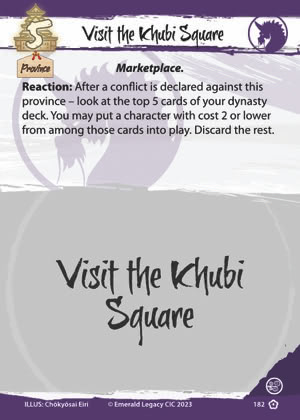 Visit the Khubi Square
5
Province
Marketplace.
Reaction: After a conflict is declared against this
province – look at the top 5 cards of your dynasty
deck. You may put a character with cost 2 or lower
from among those cards into play. Discard the rest.
Visit the Khubi
Square
ILLUS: Chōkyōsai Eiri © Emerald Legacy CIC 2023 182